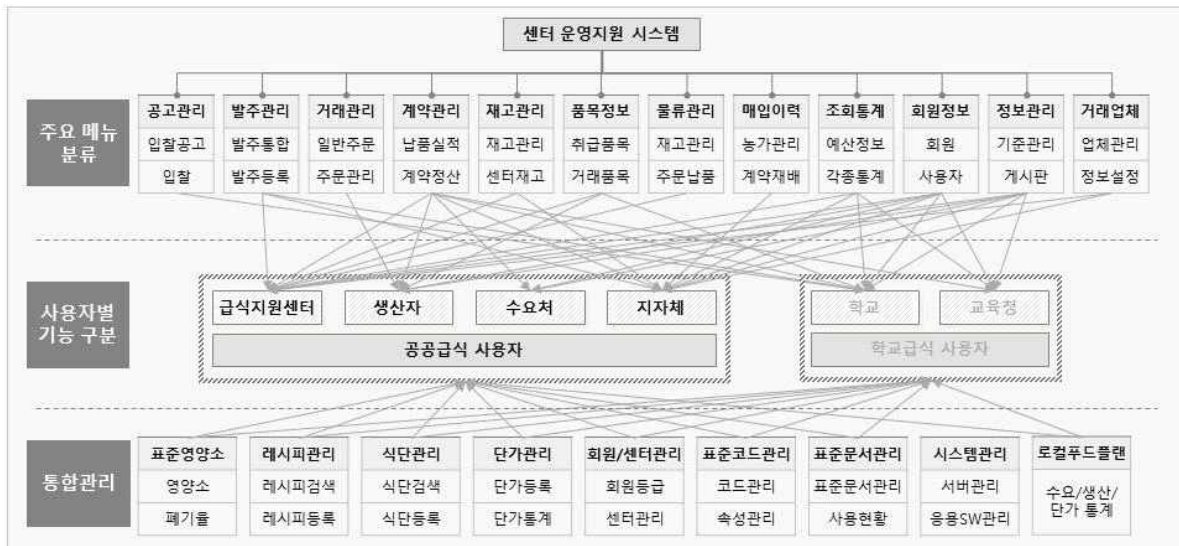 센터 운영지원 시스템
주요 메뉴
분류
공고관리 발주관리 거래관리 계약관리 재고관리 품목정보 물류관리 매입이력 조회통계 회원정보 정보관리 거래업체
입찰공고 발주통합 일반주문 납품실적 재고관리 취급품목 재고관리 농가관리 예산정보 회원 기준관리 업체관리
입찰 발주등록 주문관리 계약정산 센터재고 거래품목 주문납품 계약재배 각종통계 사용자 게시판 정보설정
사용자별
기능 구분
급식지원센터 생산자 수요처 지자체 학교 교육청
공공급식 사용자 학교급식 사용자
통합관리
표준영양소 레시피관리 식단관리 단가관리 회원/센터관리 표준코드관리 표준문서관리 시스템관리 로컬푸드플랜
영양소 레시피검색 식단검색 단가등록 회원등급 코드관리 표준문서관리 서버관리 수요/생산/
폐기율 레시피등록 식단등록 단가통계 센터관리 속성관리 사용현황 응용SW관리 단가 통계